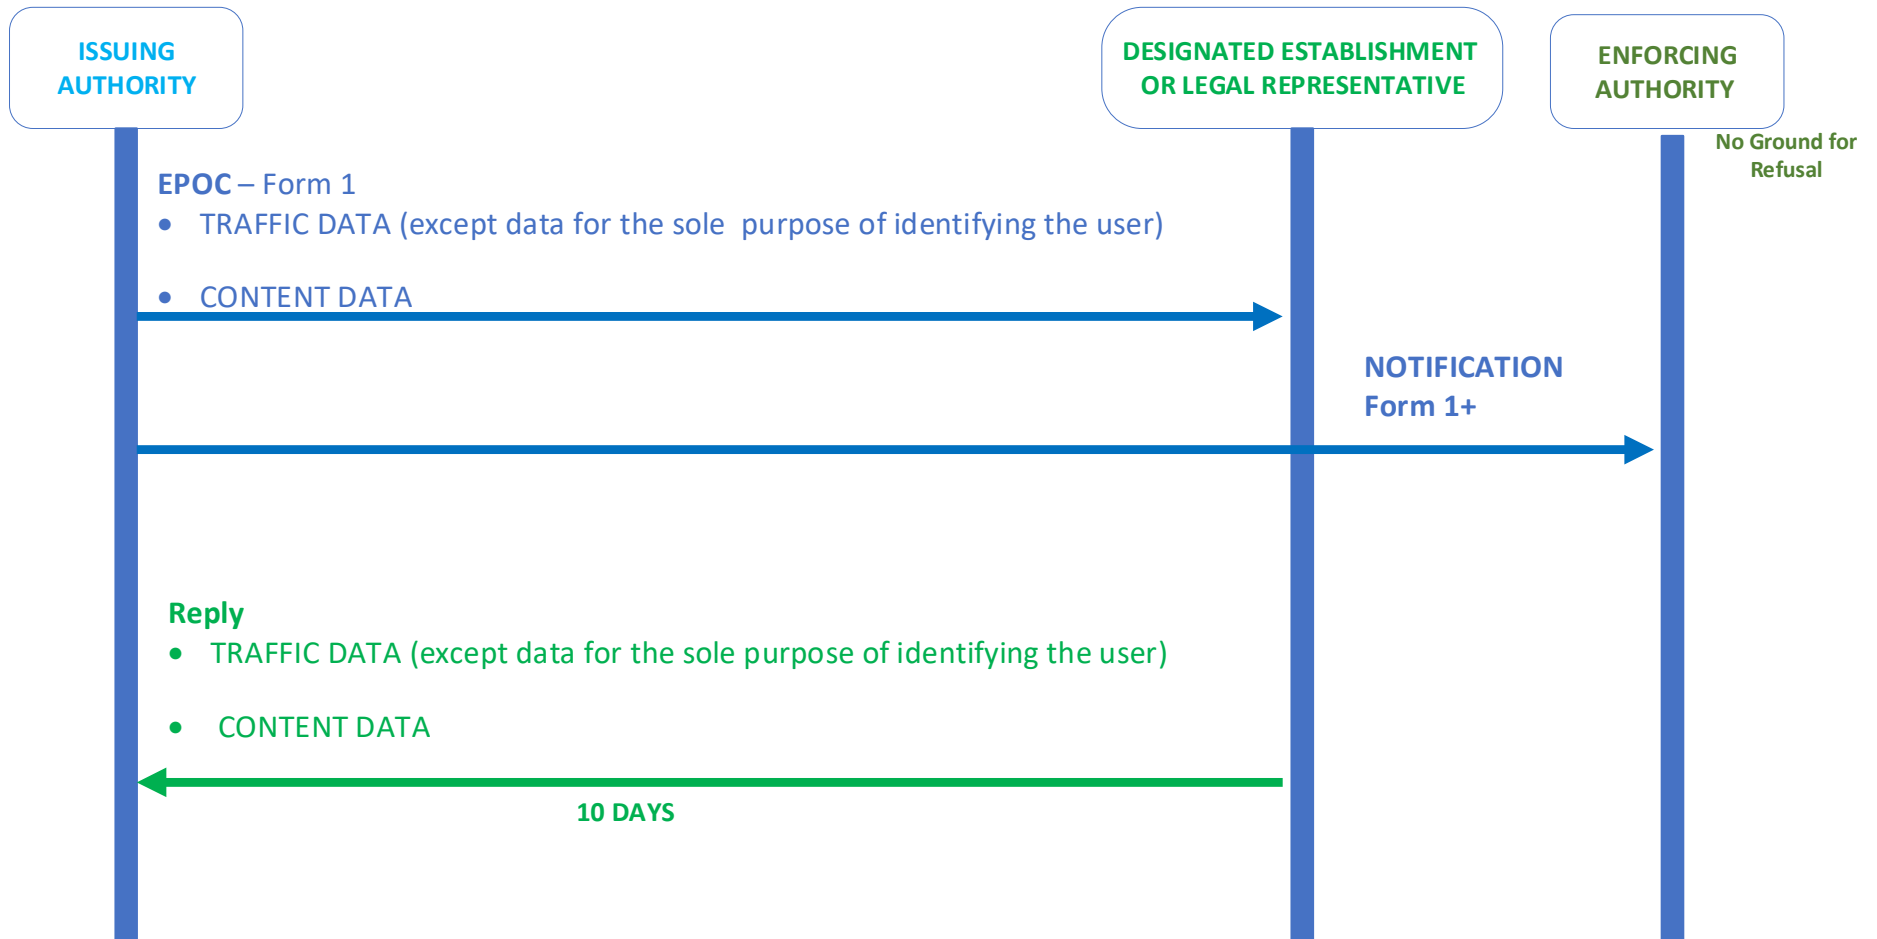 ISSUING
AUTHORITY
DESIGNATED ESTABLISHMENT
OR LEGAL REPRESENTATIVE
ENFORCING
AUTHORITY
No Ground for
Refusal
EPOC – Form 1
• TRAFFIC DATA (except data for the sole purpose of identifying the user)
• CONTENT DATA
NOTIFICATION
Form 1+
Reply
• TRAFFIC DATA (except data for the sole purpose of identifying the user)
• CONTENT DATA
10 DAYS